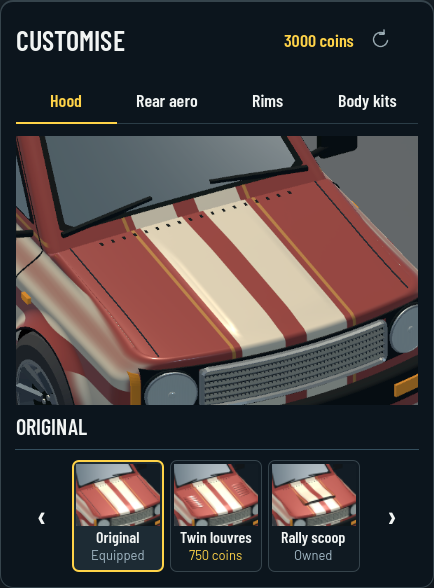 CUSTOMISE
3000 coins
Hood
Rear aero
Rims
Body kits
ORIGINAL
Original
Equipped
Twin louvres
750 coins
Rally scoop
Owned